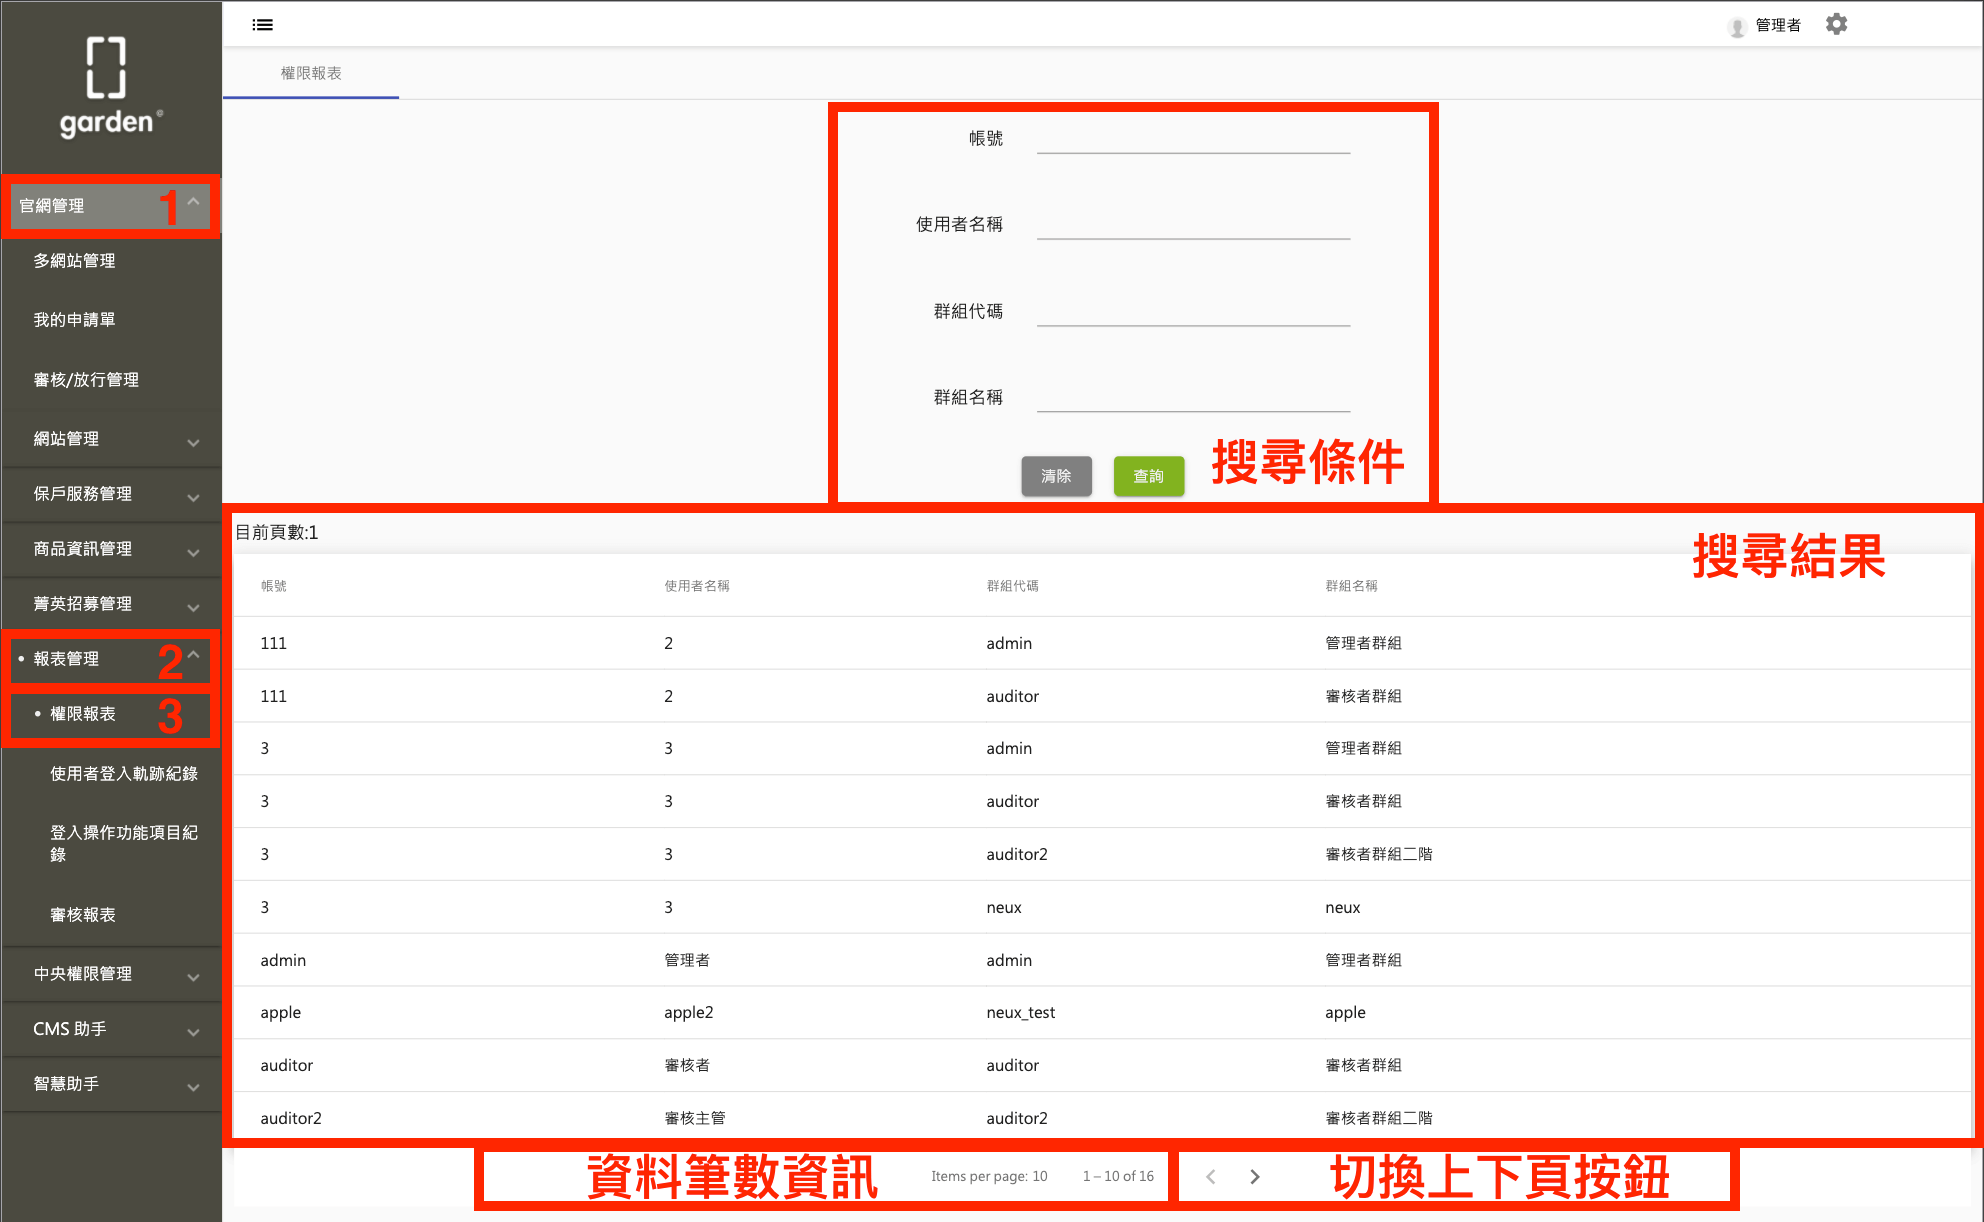 garden
管理者
權限報表
官網管理 1
多網站管理
我的申請單
審核/放行管理
網站管理
保戶服務管理
商品資訊管理
菁英招募管理
• 報表管理 2
• 權限報表 3
使用者登入軌跡紀錄
登入操作功能項目紀
錄
審核報表
中央權限管理
CMS 助手
智慧助手
帳號
使用者名稱
群組代碼
群組名稱
清除 查詢 搜尋條件
目前頁數:1
搜尋結果
帳號 使用者名稱 群組代碼 群組名稱
111 2 admin 管理者群組
111 2 auditor 審核者群組
3 3 admin 管理者群組
3 3 auditor 審核者群組
3 3 auditor2 審核者群組二階
3 3 neux neux
admin 管理者 admin 管理者群組
apple apple2 neux_test apple
auditor 審核者 auditor 審核者群組
auditor2 審核主管 auditor2 審核者群組二階
資料筆數資訊 Items per page: 10 1 – 10 of 16 切換上下頁按鈕